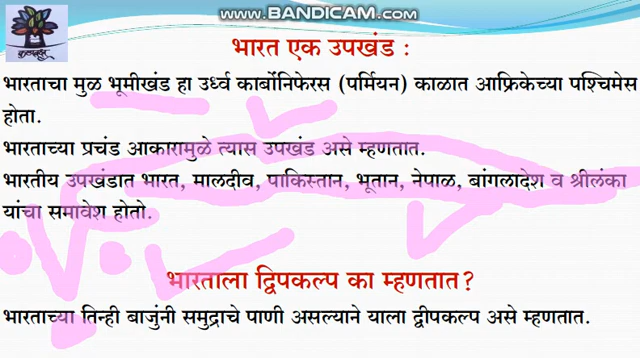 www.BANDICAM.com
भारत एक उपखंड :
भारताचा मुळ भूमीखंड हा उर्ध्व कार्बोनिफेरस (पर्मियन) काळात आफ्रिकेच्या पश्चिमेस
होता.
भारताच्या प्रचंड आकारामुळे त्यास उपखंड असे म्हणतात.
भारतीय उपखंडात भारत, मालदीव, पाकिस्तान, भूतान, नेपाळ, बांगलादेश व श्रीलंका
यांचा समावेश होतो.
भारताला द्विपकल्प का म्हणतात?
भारताच्या तिन्ही बाजुंनी समुद्राचे पाणी असल्याने याला द्वीपकल्प असे म्हणतात.